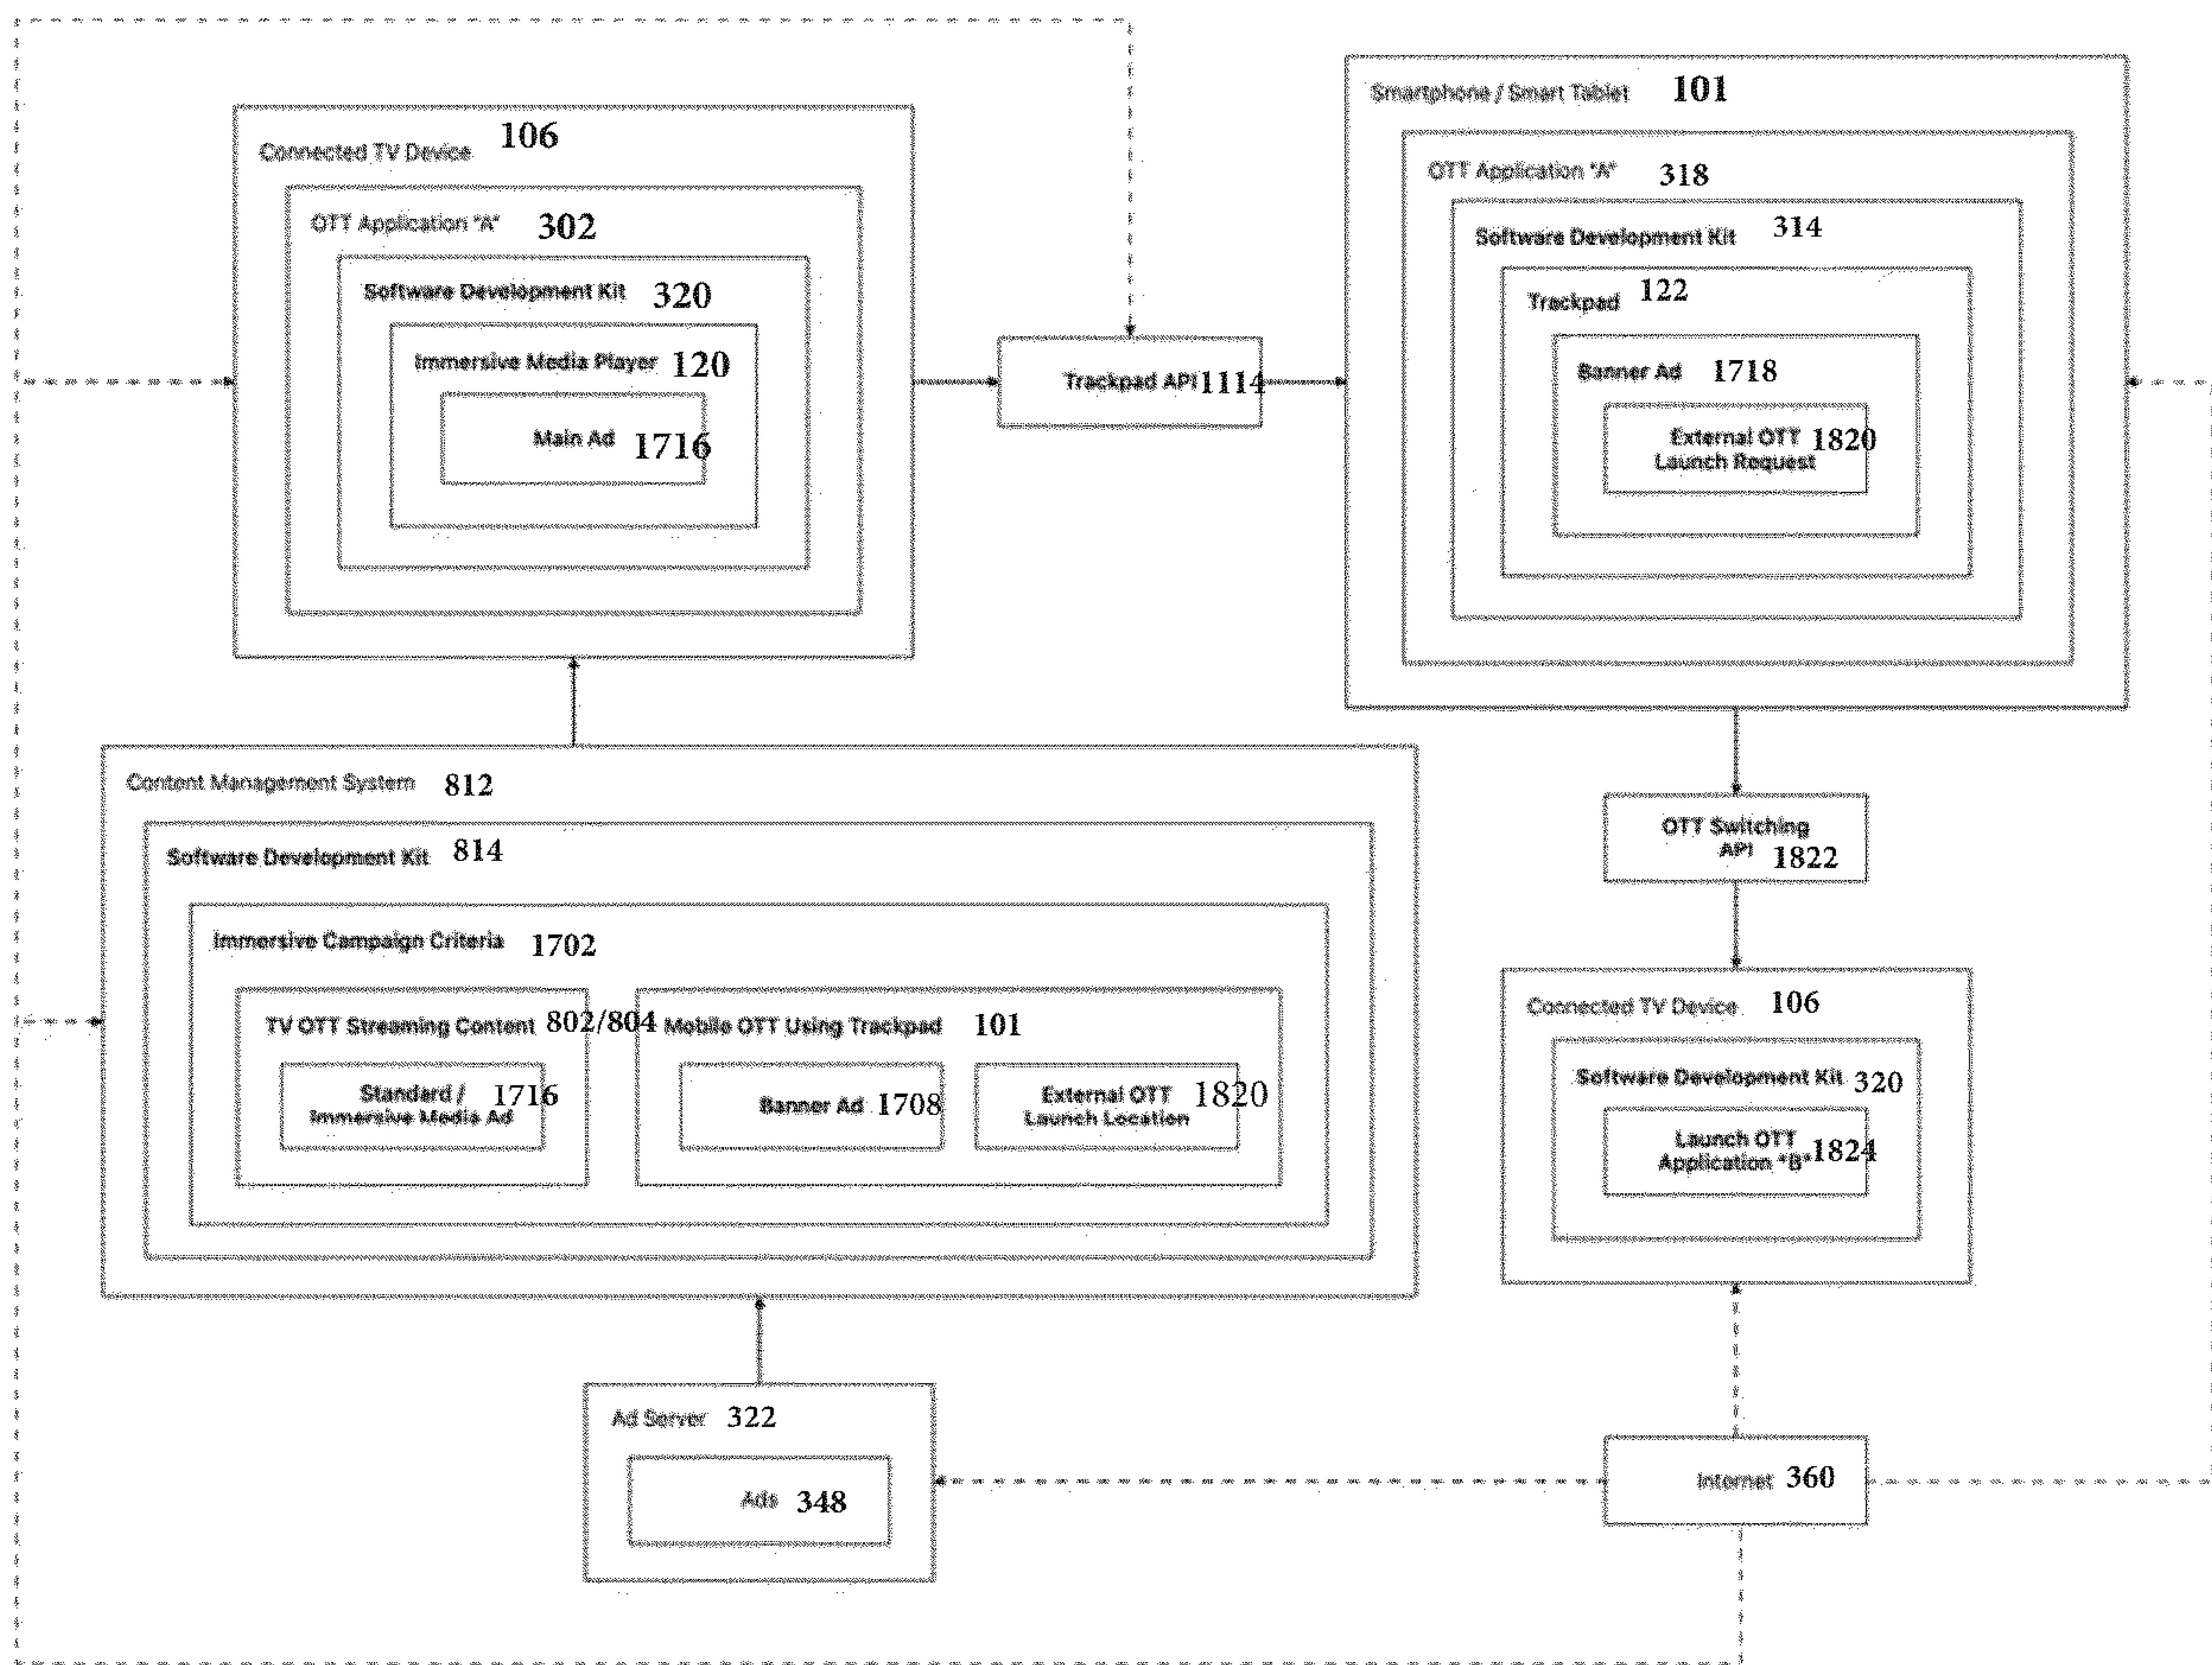 Connected TV Device 106
OTT Application "A" 302
Software Development Kit 320
Immersive Media Player 120
Main Ad 1716
Trackpad API 1114
Smartphone / Smart Tablet 101
OTT Application "A" 318
Software Development Kit 314
Trackpad 122
Banner Ad 1718
External OTT 1820
Launch Request
Content Management System 812
Software Development Kit 814
Immersive Campaign Criteria 1702
TV OTT Streaming Content 802/804
Standard / 1716
Immersive Media Ad
Mobile OTT Using Trackpad 101
Banner Ad 1708
External OTT 1820
Launch Location
OTT Switching
API 1822
Connected TV Device 106
Software Development Kit 320
Launch OTT
Application "B" 1824
Ad Server 322
Ads 348
Internet 360